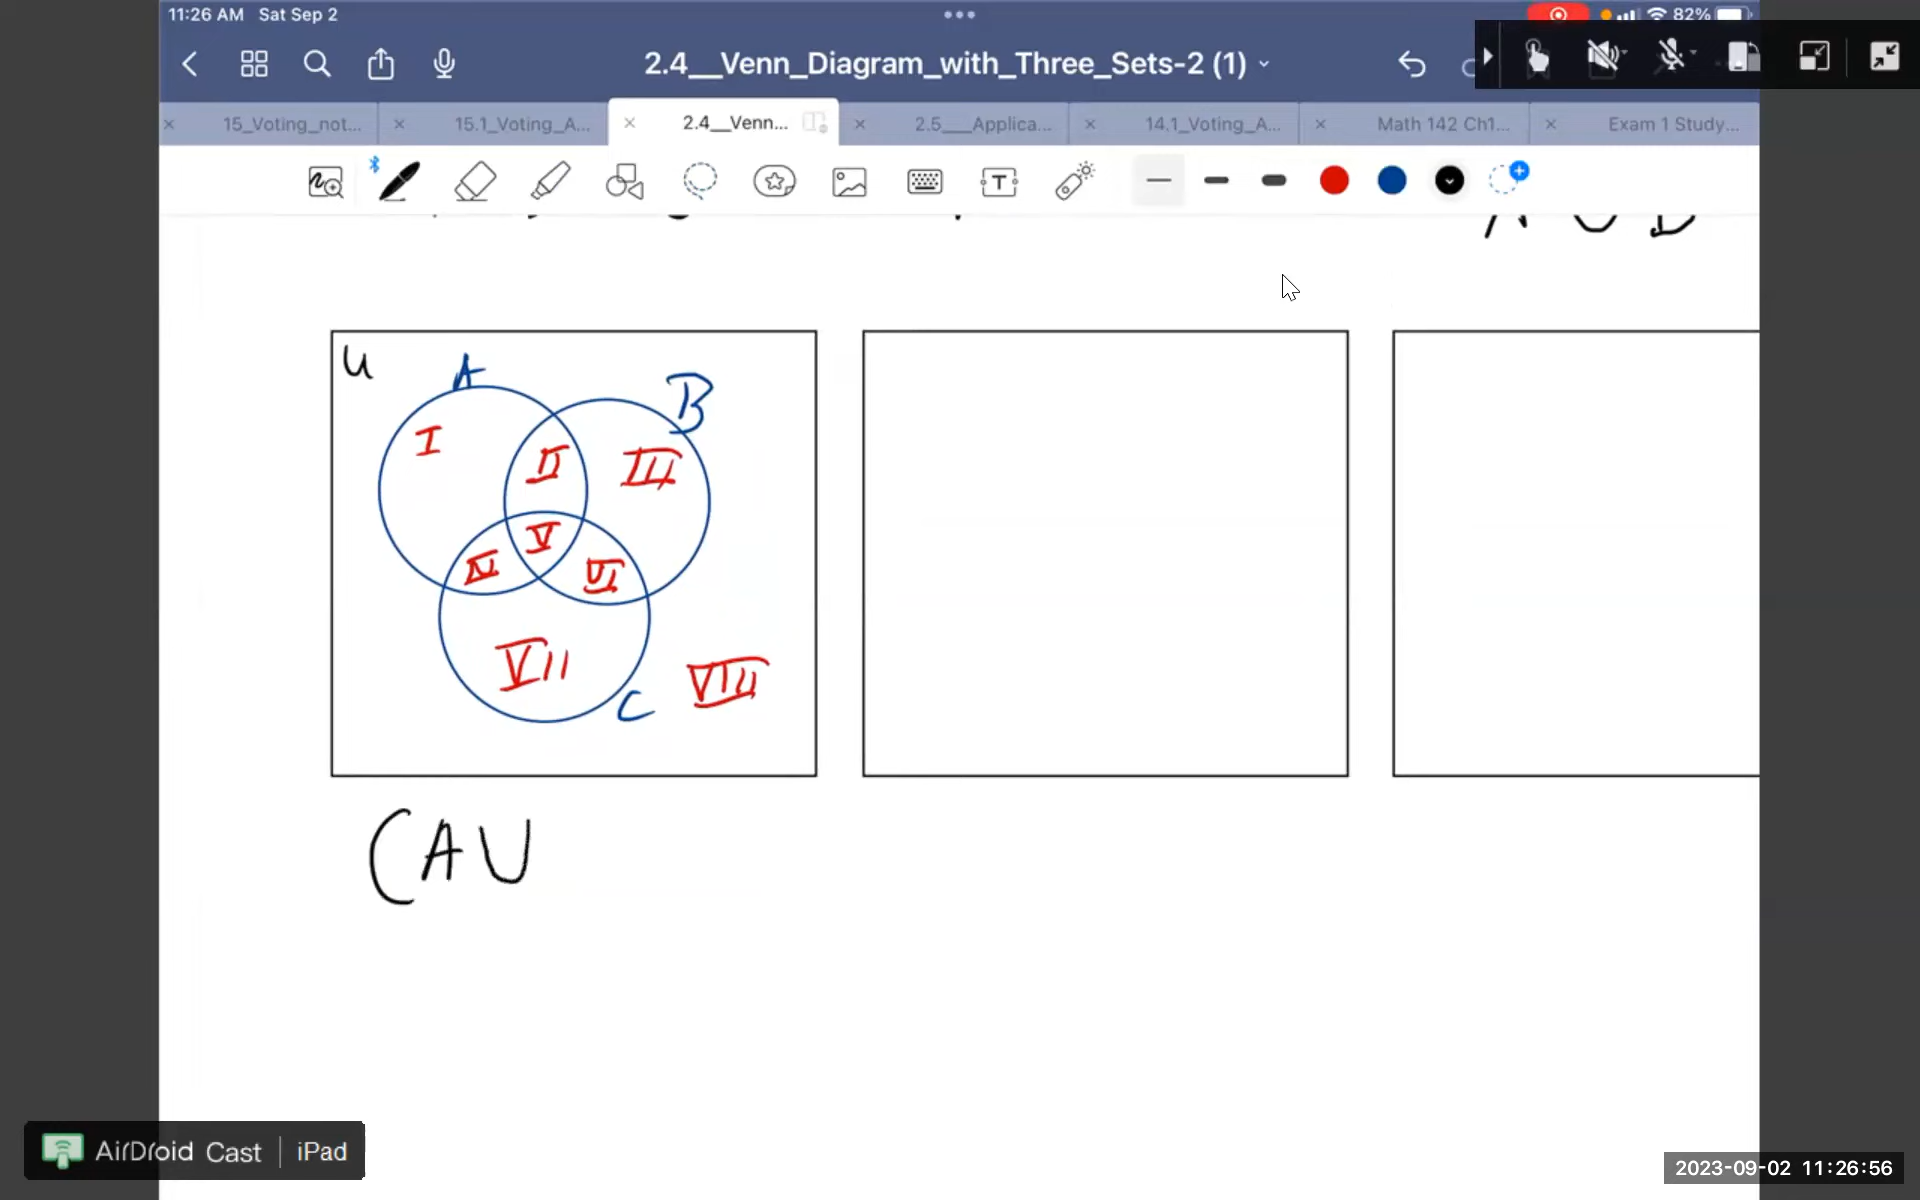 11:26 AM Sat Sep 2
82%
2.4__Venn_Diagram_with_Three_Sets-2 (1)
15_Voting_not...
15.1_Voting_A...
2.4__Venn...
2.5___Applica...
14.1_Voting_A...
Math 142 Ch1...
Exam 1 Study...
T
U
A
B
I
II
III
V
IV
VI
VII
VIII
C
(A U
AirDroid Cast | iPad
2023-09-02 11:26:56